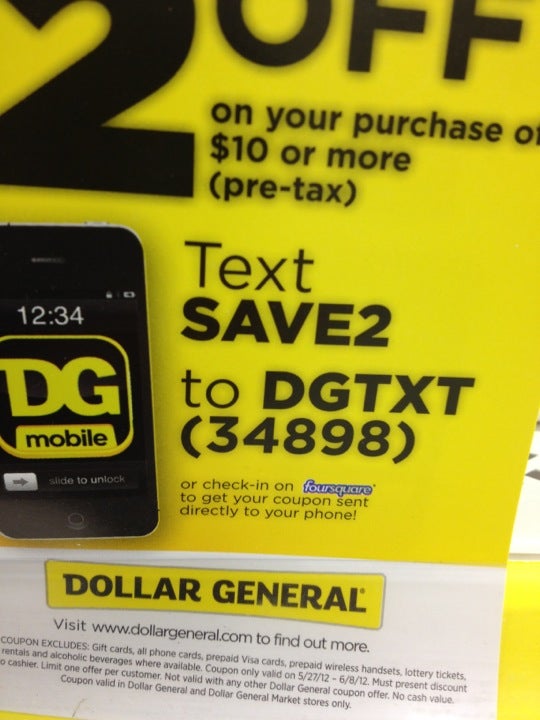 2 OFF
on your purchase of
$10 or more
(pre-tax)
Text
SAVE2
to DGTXT
(34898)
12:34
DG
mobile
slide to unlock
or check-in on foursquare
to get your coupon sent
directly to your phone!
DOLLAR GENERAL
Visit www.dollargeneral.com to find out more.
COUPON EXCLUDES: Gift cards, all phone cards, prepaid Visa cards, prepaid wireless handsets, lottery tickets,
rentals and alcoholic beverages where available. Coupon only valid on 5/27/12 – 6/8/12. Must present discount
o cashier. Limit one offer per customer. Not valid with any other Dollar General coupon offer. No cash value.
Coupon valid in Dollar General and Dollar General Market stores only.